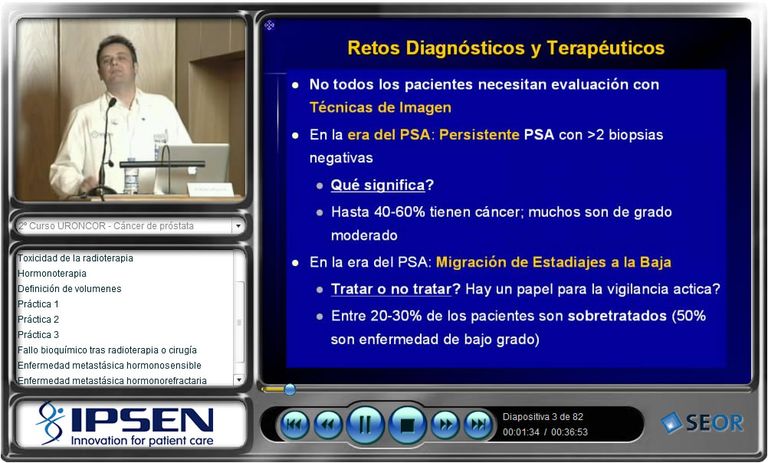 2º Curso URONCOR - Cáncer de próstata
Toxicidad de la radioterapia
Hormonoterapia
Definición de volumenes
Práctica 1
Práctica 2
Práctica 3
Fallo bioquímico tras radioterapia o cirugía
Enfermedad metastásica hormonosensible
Enfermedad metastásica hormonorefractaria
IPSEN
Innovation for patient care
Retos Diagnósticos y Terapéuticos
No todos los pacientes necesitan evaluación con
Técnicas de Imagen
En la era del PSA: Persistente PSA con >2 biopsias
negativas
Qué significa?
Hasta 40-60% tienen cáncer; muchos son de grado
moderado
En la era del PSA: Migración de Estadiajes a la Baja
Tratar o no tratar? Hay un papel para la vigilancia actica?
Entre 20-30% de los pacientes son sobretratados (50%
son enfermedad de bajo grado)
Diapositiva 3 de 82
00:01:34 / 00:36:53
SEOR